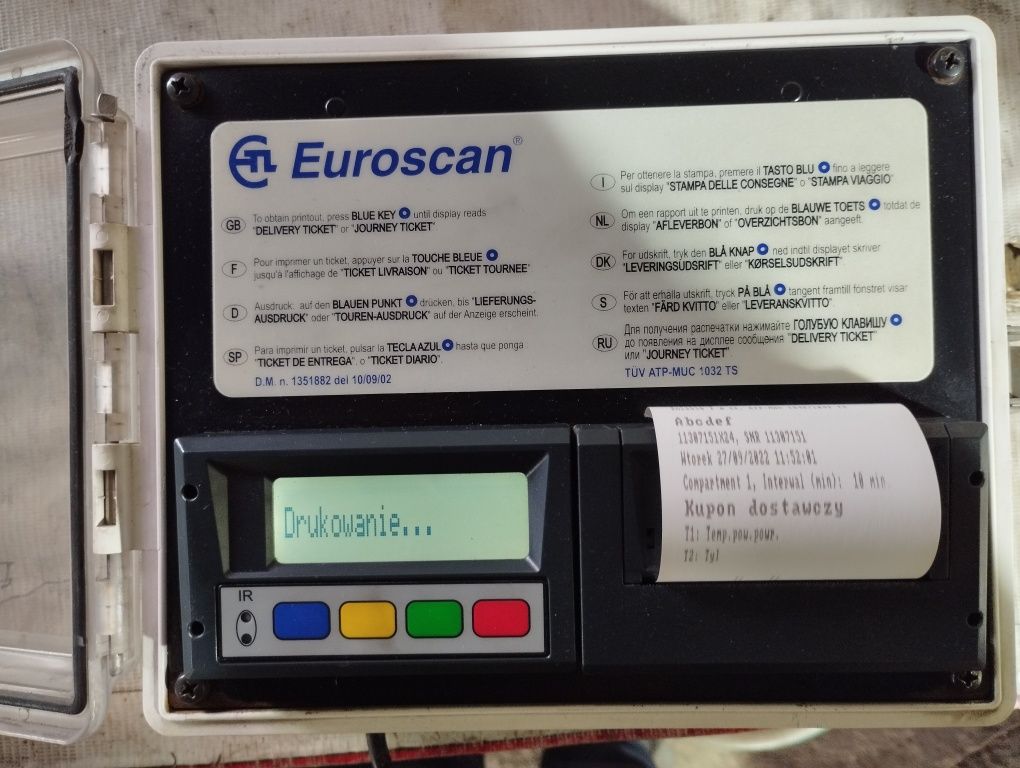 Euroscan®
GB To obtain printout, press BLUE KEY until display reads
"DELIVERY TICKET" or "JOURNEY TICKET"
F Pour imprimer un ticket, appuyer sur la TOUCHE BLEUE
jusqu'à l'affichage de "TICKET LIVRAISON" ou "TICKET TOURNEE"
D Ausdruck: auf den BLAUEN PUNKT drücken, bis "LIEFERUNGS-
AUSDRUCK" oder "TOUREN-AUSDRUCK" auf der Anzeige erscheint.
SP Para imprimir un ticket, pulsar la TECLA AZUL hasta que ponga
"TICKET DE ENTREGA", o "TICKET DIARIO".
D.M. n. 1351882 del 10/09/02
I Per ottenere la stampa, premere il TASTO BLU fino a leggere
sul display "STAMPA DELLE CONSEGNE" o "STAMPA VIAGGIO"
NL Om een rapport uit te printen, druk op de BLAUWE TOETS totdat de
display "AFLEVERBON" of "OVERZICHTSBON" aangeeft.
DK For udskrift, tryk den BLÅ KNAP ned indtil displayet skriver
"LEVERINGSUDSRIFT" eller "KØRSELSUDSKRIFT"
S För att erhålla utskrift, tryck PÅ BLÅ tangent framtill fönstret visar
texten "FÄRD KVITTO" eller "LEVERANSKVITTO".
RU Для получения распечатки нажимайте ГОЛУБУЮ КЛАВИШУ
до появления на дисплее сообщения "DELIVERY TICKET"
или "JOURNEY TICKET"
TÜV ATP-MUC 1032 TS
Abcdef
11307151H24, SMR 11307151
Wtorek 27/09/2022 11:52:01
Compartment 1, Interwal (min): 10 min.
Kupon dostawczy
T1: Temp.pow.powr.
T2: Tyl
Drukowanie...
IR